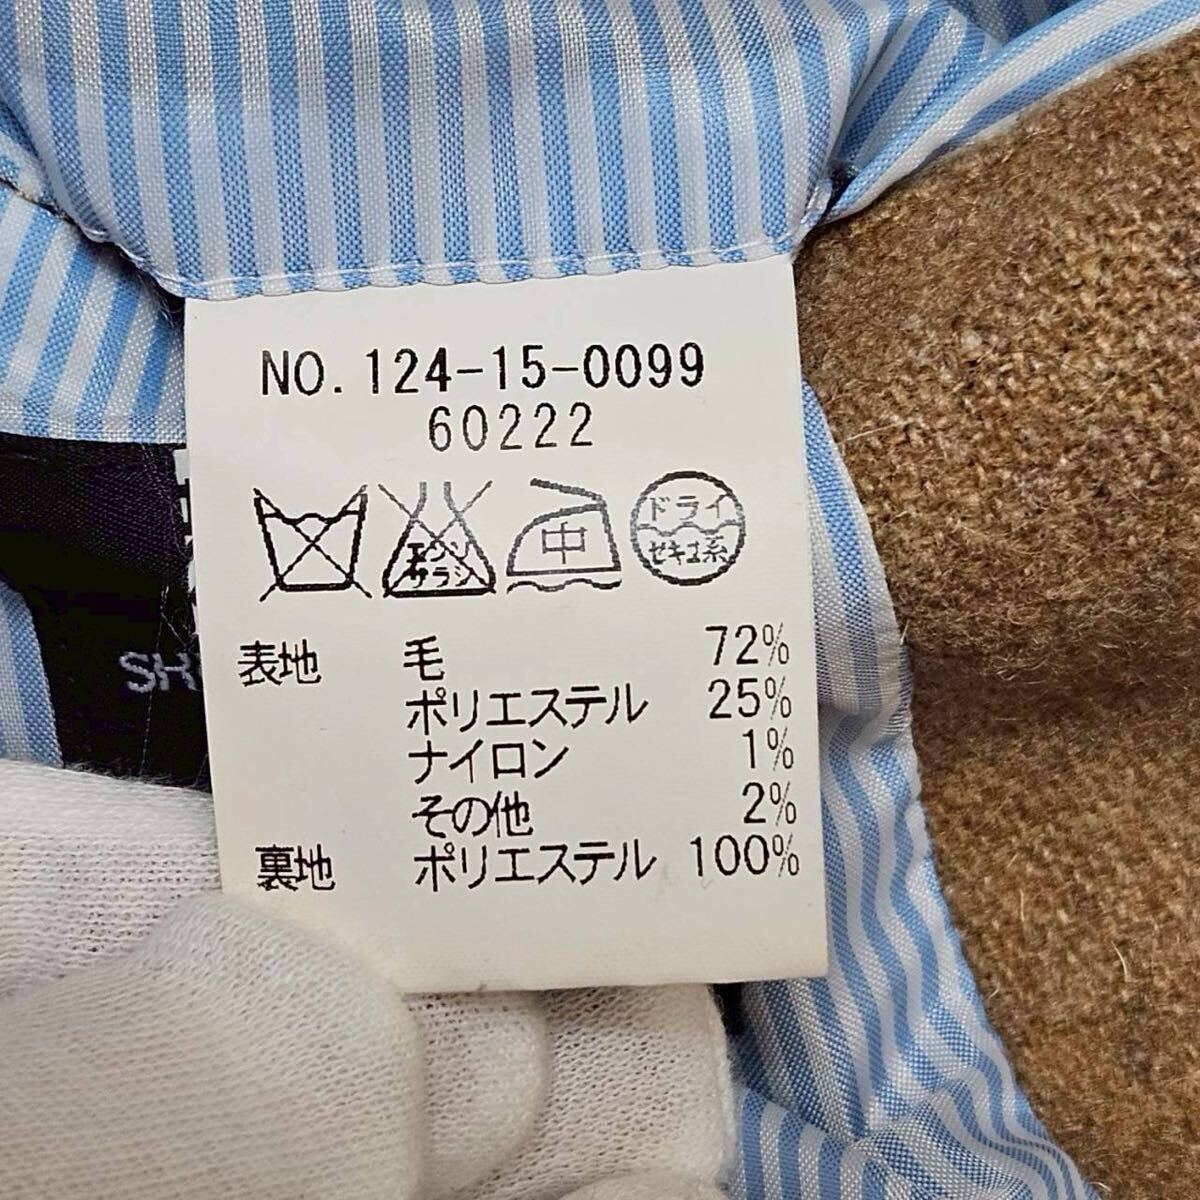 NO. 124-15-0099
60222
エンソ
サラシ
中
ドライ
セキユ系
表地 毛 72%
ポリエステル 25%
ナイロン 1%
その他 2%
裏地 ポリエステル 100%